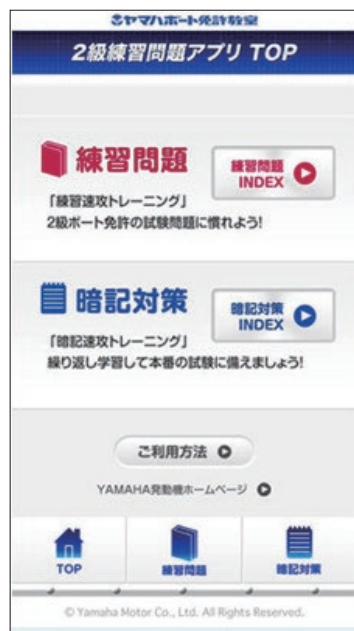 ヤマハボート免許教室
2級練習問題アプリ TOP
練習問題
練習問題
INDEX
「練習速攻トレーニング」
2級ボート免許の試験問題に慣れよう!
暗記対策
暗記対策
INDEX
「暗記速攻トレーニング」
繰り返し学習して本番の試験に備えましょう!
ご利用方法
YAMAHA発動機ホームページ
TOP
練習問題
暗記対策
© Yamaha Motor Co., Ltd. All Rights Reserved.